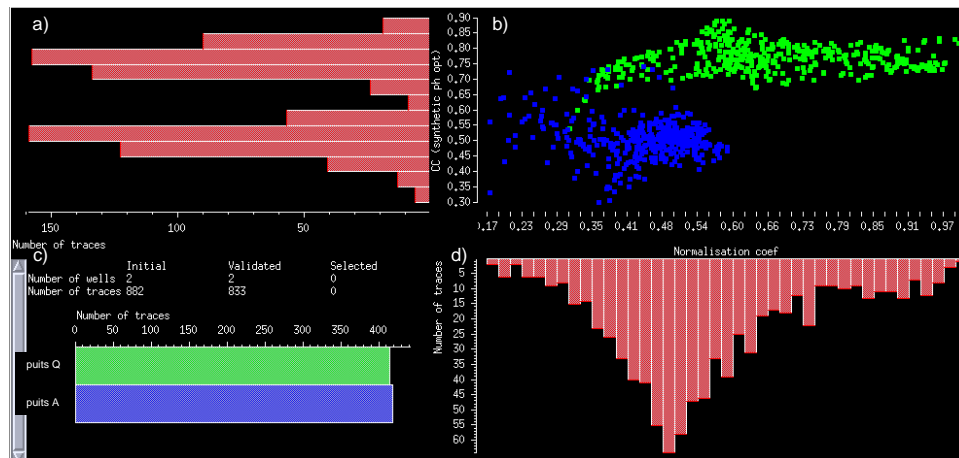 a)
150 100 50
Number of traces
b)
CC (synthetic ph opt)
0.90
0.85
0.80
0.75
0.70
0.65
0.60
0.55
0.50
0.45
0.40
0.35
0.30
0.17 0.23 0.29 0.35 0.41 0.48 0.54 0.60 0.66 0.72 0.78 0.85 0.91 0.97
Normalisation coef
c)
Initial Validated Selected
Number of wells 2 2 0
Number of traces 882 833 0
Number of traces
0 50 100 150 200 250 300 350 400
puits Q
puits A
d)
Number of traces
5
10
15
20
25
30
35
40
45
50
55
60